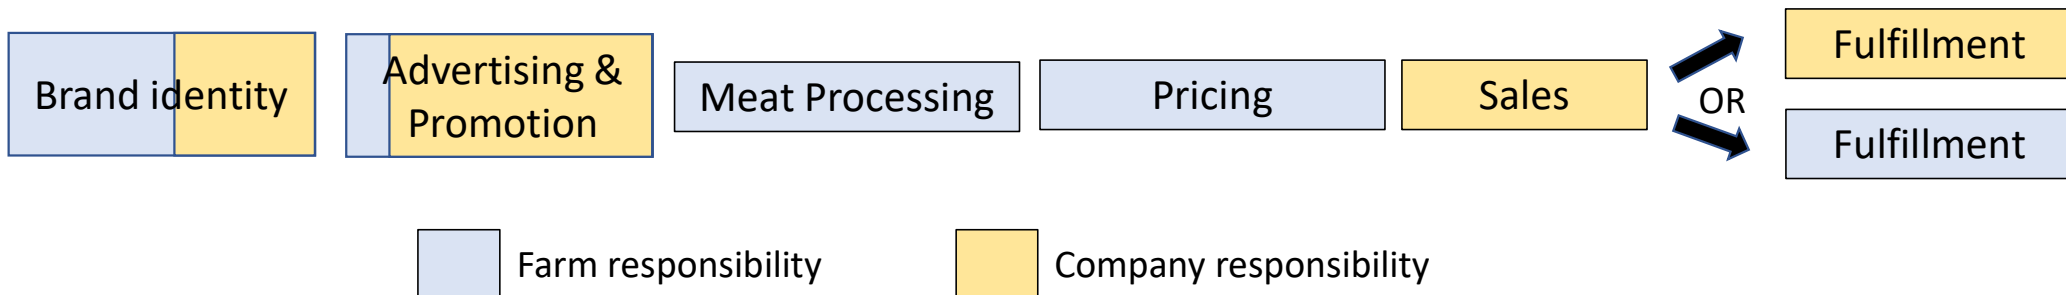 Brand identity
Advertising &
Promotion
Meat Processing
Pricing
Sales
OR
Fulfillment
Fulfillment
Farm responsibility
Company responsibility